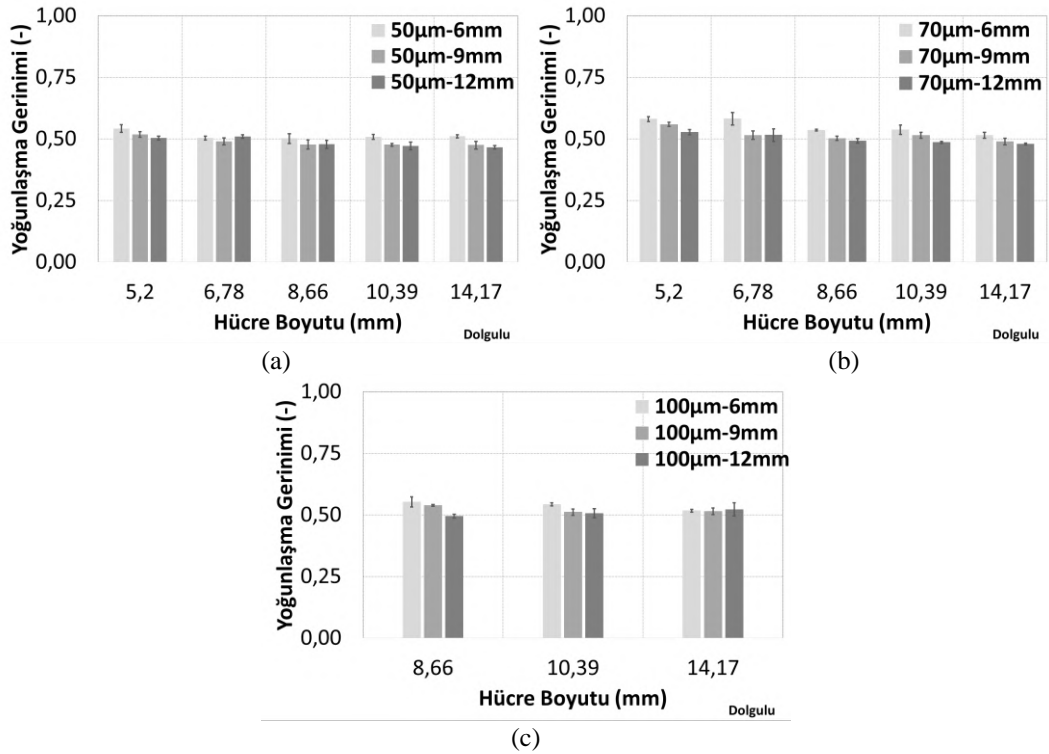 1,00
0,75
0,50
0,25
0,00
Yoğunlaşma Gerinimi (-)
50µm-6mm
50µm-9mm
50µm-12mm
5,2 6,78 8,66 10,39 14,17
Hücre Boyutu (mm)
Dolgulu
(a)
1,00
0,75
0,50
0,25
0,00
Yoğunlaşma Gerinimi (-)
70µm-6mm
70µm-9mm
70µm-12mm
5,2 6,78 8,66 10,39 14,17
Hücre Boyutu (mm)
Dolgulu
(b)
1,00
0,75
0,50
0,25
0,00
Yoğunlaşma Gerinimi (-)
100µm-6mm
100µm-9mm
100µm-12mm
8,66 10,39 14,17
Hücre Boyutu (mm)
Dolgulu
(c)